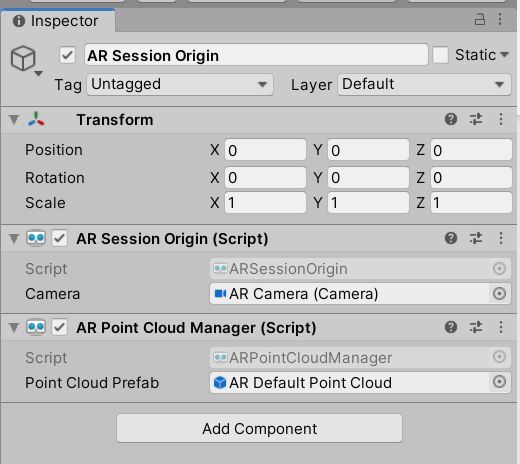 Inspector
AR Session Origin Static
Tag Untagged Layer Default
Transform
Position X 0 Y 0 Z 0
Rotation X 0 Y 0 Z 0
Scale X 1 Y 1 Z 1
AR Session Origin (Script)
Script ARSessionOrigin
Camera AR Camera (Camera)
AR Point Cloud Manager (Script)
Script ARPointCloudManager
Point Cloud Prefab AR Default Point Cloud
Add Component